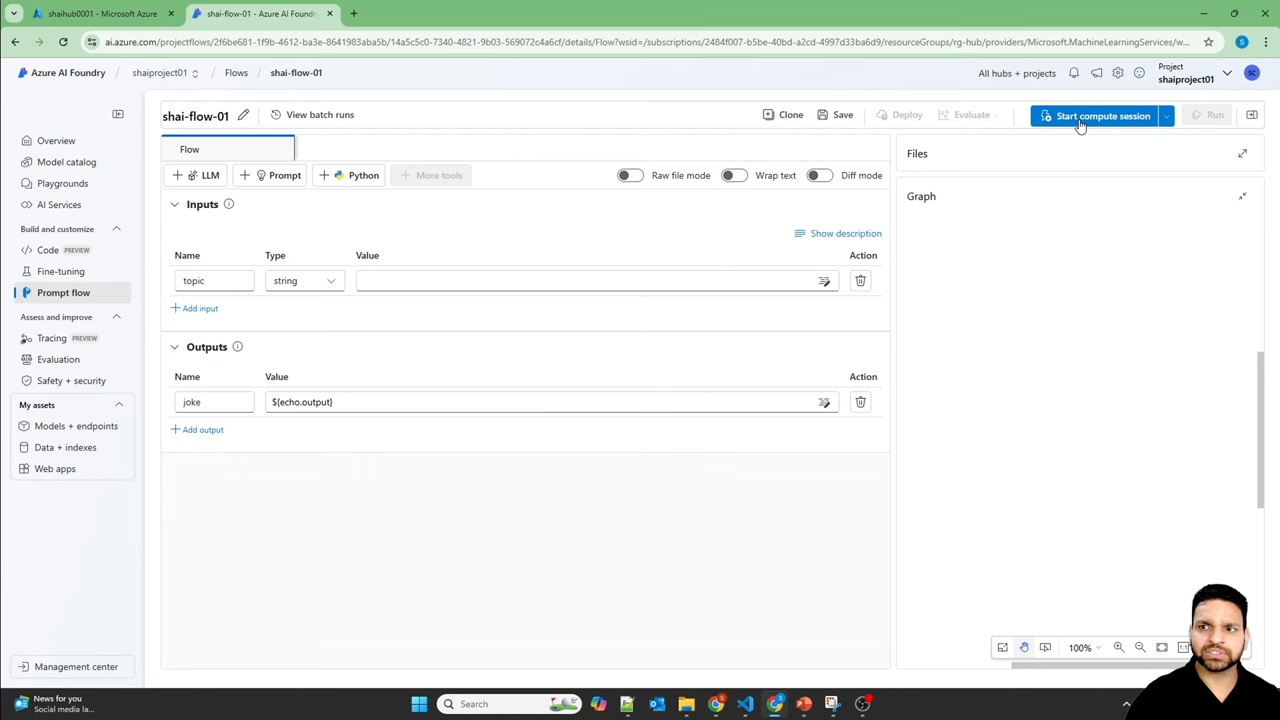 shaihub0001 - Microsoft Azure
shai-flow-01 - Azure AI Foundry
ai.azure.com/projectflows/2f6be681-1f9b-4612-ba3e-8641983aba5b/14a5c5c0-7340-4821-9b03-569072c4a6cf/details/Flow?wsid=/subscriptions/2484f007-b5be-40bd-a2cd-4997d33ba6d9/resourceGroups/rg-hub/providers/Microsoft.MachineLearningServices/w...
S
Azure AI Foundry / shaiproject01 / Flows / shai-flow-01
All hubs + projects
Project
shaiproject01
SC
Overview
Model catalog
Playgrounds
AI Services
Build and customize
Code PREVIEW
Fine-tuning
Prompt flow
Assess and improve
Tracing PREVIEW
Evaluation
Safety + security
My assets
Models + endpoints
Data + indexes
Web apps
Management center
shai-flow-01
View batch runs
Clone
Save
Deploy
Evaluate
Start compute session
Run
Flow
+ LLM
+ Prompt
+ Python
+ More tools
Raw file mode
Wrap text
Diff mode
Inputs
Show description
Name Type Value Action
topic string
+ Add input
Outputs
Name Value Action
joke ${echo.output}
+ Add output
Files
Graph
100%
1:1
News for you
Social media la...
Search